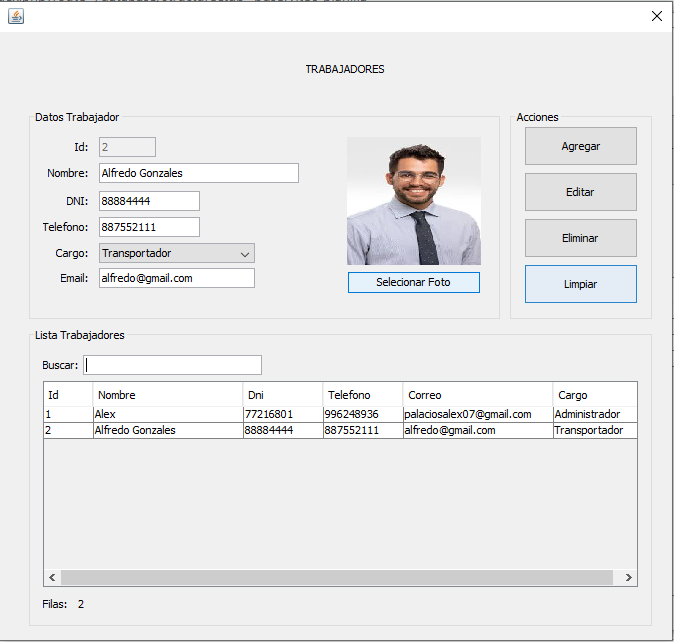 TRABAJADORES
Datos Trabajador
Id: 2
Nombre: Alfredo Gonzales
DNI: 88884444
Telefono: 887552111
Cargo: Transportador
Email: alfredo@gmail.com
Selecionar Foto
Acciones
Agregar
Editar
Eliminar
Limpiar
Lista Trabajadores
Buscar:
Id Nombre Dni Telefono Correo Cargo
1 Alex 77216801 996248936 palaciosalex07@gmail.com Administrador
2 Alfredo Gonzales 88884444 887552111 alfredo@gmail.com Transportador
Filas: 2